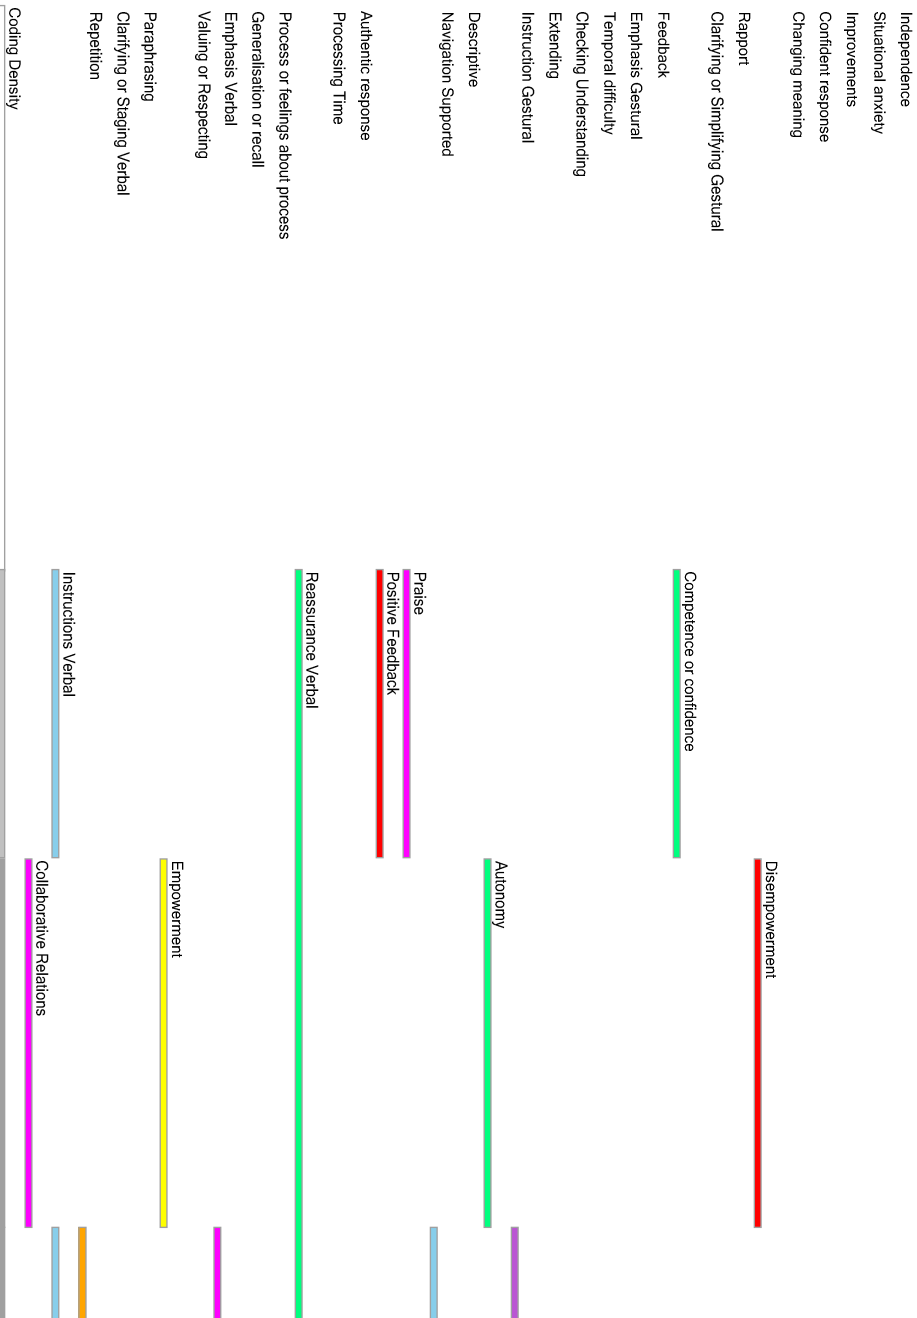 Independence
Situational anxiety
Improvements
Confident response
Changing meaning
Disempowerment
Rapport
Clarifying or Simplifying Gestural
Competence or confidence
Feedback
Emphasis Gestural
Temporal difficulty
Checking Understanding
Extending
Instruction Gestural
Autonomy
Descriptive
Navigation Supported
Praise
Positive Feedback
Authentic response
Processing Time
Reassurance Verbal
Process or feelings about process
Generalisation or recall
Emphasis Verbal
Valuing or Respecting
Empowerment
Paraphrasing
Clarifying or Staging Verbal
Repetition
Instructions Verbal
Collaborative Relations
Coding Density